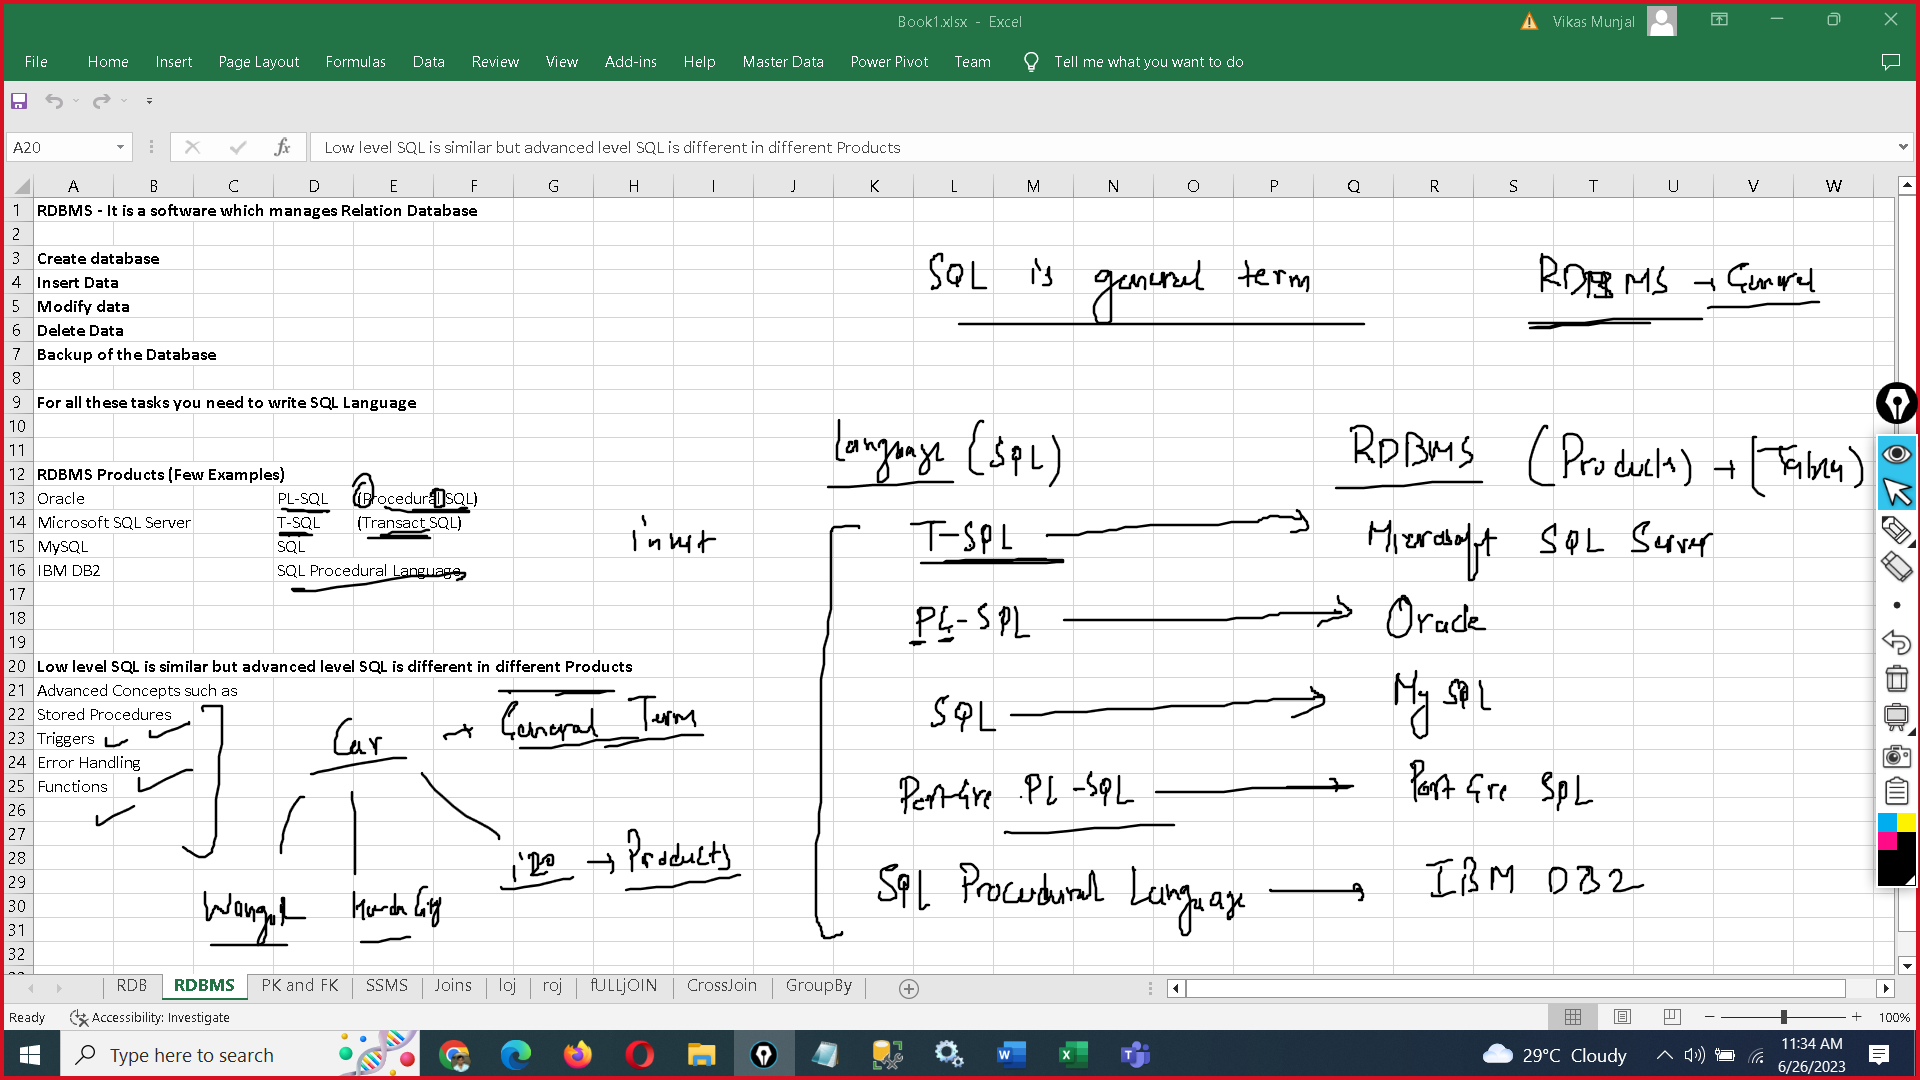 Book1.xlsx - Excel
Vikas Munjal
File Home Insert Page Layout Formulas Data Review View Add-ins Help Master Data Power Pivot Team Tell me what you want to do
A20
fx
Low level SQL is similar but advanced level SQL is different in different Products
A B C D E F G H I J K L M N O P Q R S T U V W
1 RDBMS - It is a software which manages Relation Database
2
3 Create database
SQL is general term
RDBMS → General
4 Insert Data
5 Modify data
6 Delete Data
7 Backup of the Database
8
9 For all these tasks you need to write SQL Language
10
11
Language (SQL)
RDBMS (Products) → [Tables)
12 RDBMS Products (Few Examples)
13 Oracle PL-SQL (Procedural SQL)
14 Microsoft SQL Server T-SQL (Transact SQL)
insert
T-SQL → Microsoft SQL Server
15 MySQL SQL
16 IBM DB2 SQL Procedural Language
17
18
PL-SQL → Oracle
19
20 Low level SQL is similar but advanced level SQL is different in different Products
21 Advanced Concepts such as
22 Stored Procedures
SQL → My SQL
23 Triggers
Car → General Term
24 Error Handling
25 Functions
PostGre PL-SQL → PostGre SQL
26
27
28
i20 → Products
29
SQL Procedural Language → IBM DB2
30
Honda City
31
32
RDB RDBMS PK and FK SSMS Joins loj roj fULLjOIN CrossJoin GroupBy
Ready Accessibility: Investigate 100%
Type here to search
29°C Cloudy
11:34 AM
6/26/2023